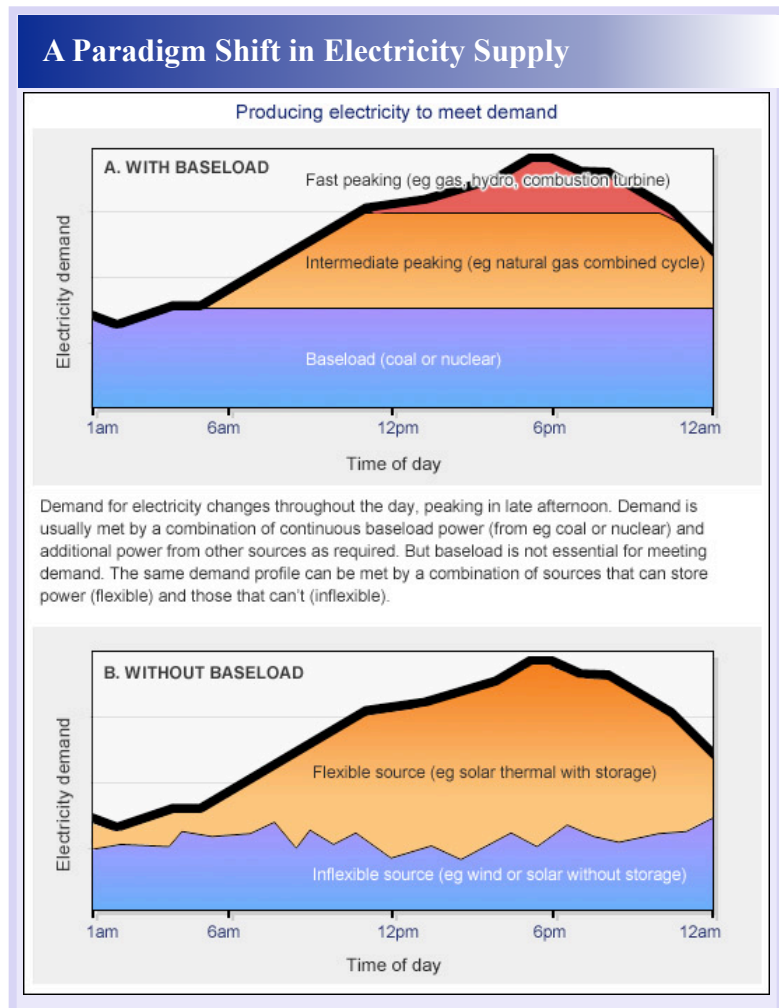 A Paradigm Shift in Electricity Supply
Producing electricity to meet demand
A. WITH BASELOAD
Fast peaking (eg gas, hydro, combustion turbine)
Intermediate peaking (eg natural gas combined cycle)
Baseload (coal or nuclear)
Electricity demand
1am 6am 12pm 6pm 12am
Time of day
Demand for electricity changes throughout the day, peaking in late afternoon. Demand is
usually met by a combination of continuous baseload power (from eg coal or nuclear) and
additional power from other sources as required. But baseload is not essential for meeting
demand. The same demand profile can be met by a combination of sources that can store
power (flexible) and those that can't (inflexible).
B. WITHOUT BASELOAD
Flexible source (eg solar thermal with storage)
Inflexible source (eg wind or solar without storage)
Electricity demand
1am 6am 12pm 6pm 12am
Time of day